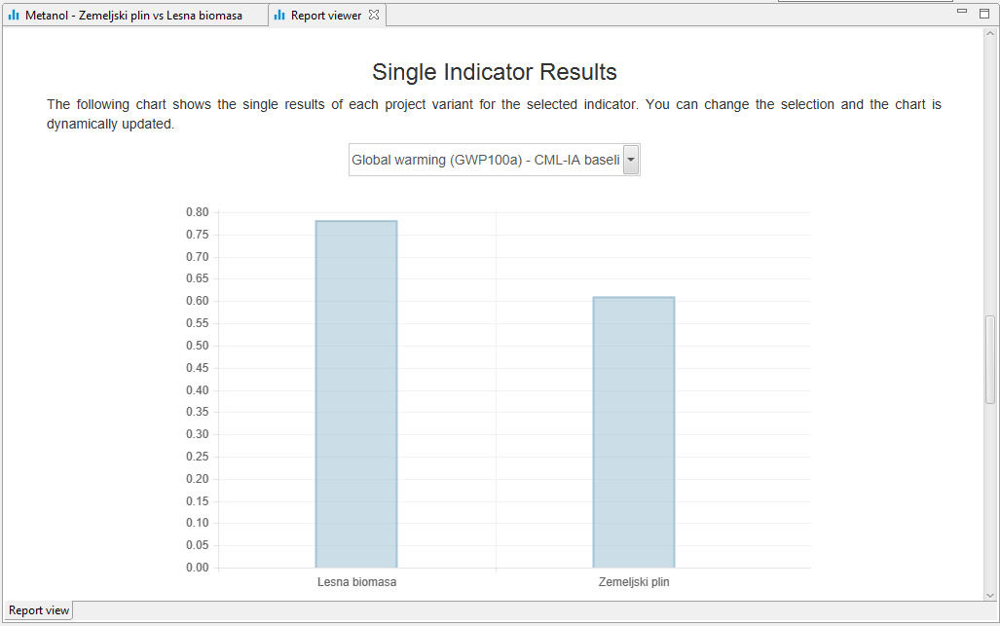 Metanol - Zemeljski plin vs Lesna biomasa
Report viewer
Single Indicator Results
The following chart shows the single results of each project variant for the selected indicator. You can change the selection and the chart is
dynamically updated.
Global warming (GWP100a) - CML-IA baseli
0.80
0.75
0.70
0.65
0.60
0.55
0.50
0.45
0.40
0.35
0.30
0.25
0.20
0.15
0.10
0.05
0.00
Lesna biomasa
Zemeljski plin
Report view